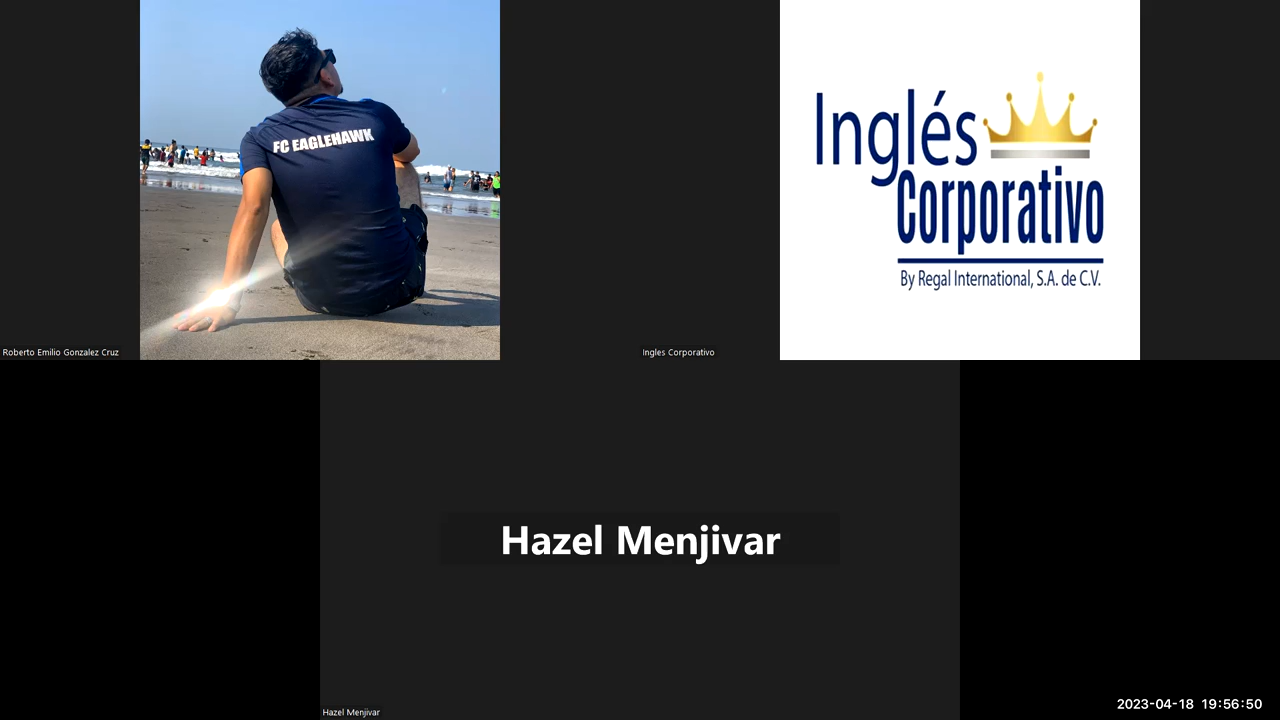 FC EAGLEHAWK
Roberto Emilio Gonzalez Cruz
Inglés
Corporativo
By Regal International, S.A. de C.V.
Ingles Corporativo
Hazel Menjivar
Hazel Menjivar
2023-04-18 19:56:50